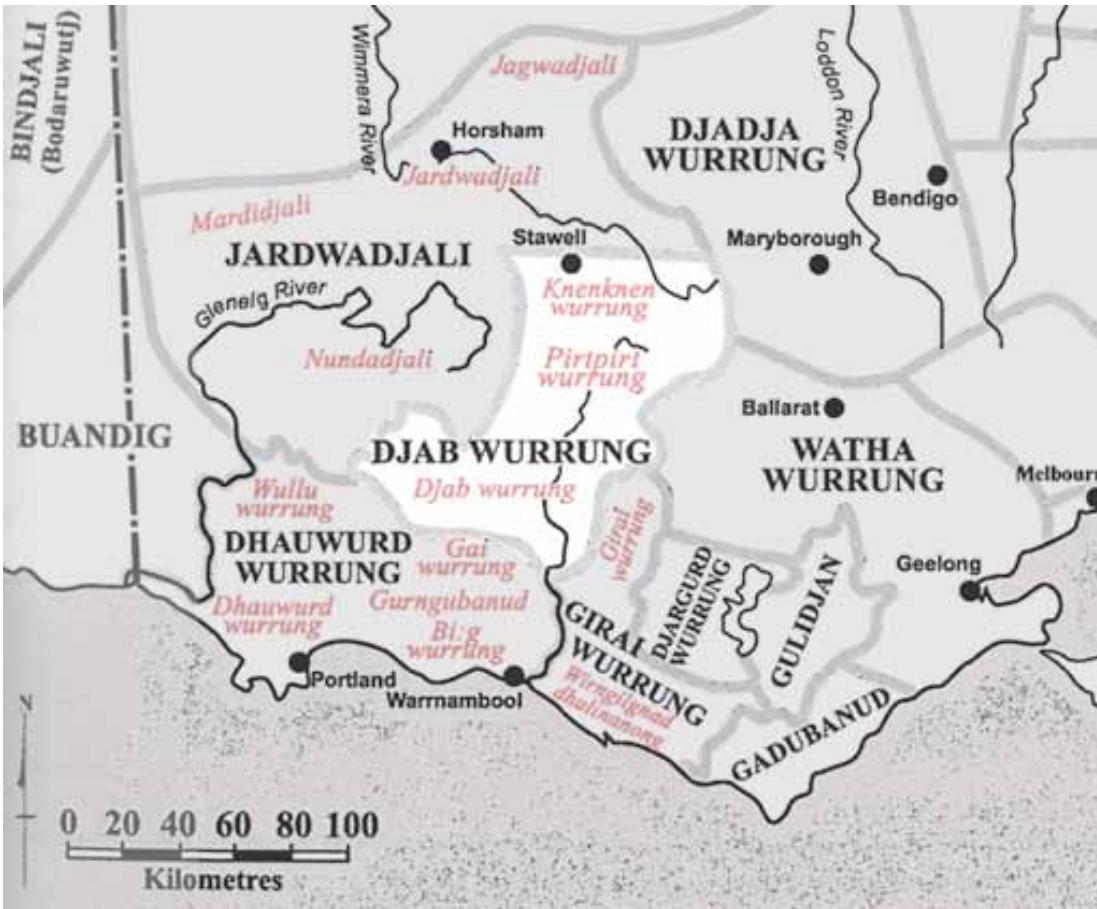 BINDJALI
(Bodaruwutj)
Wimmera River
Jagwadjali
Loddon River
Horsham
DJADJA
WURRUNG
Jardwadjali
Bendigo
Mardidjali
Stawell
Maryborough
JARDWADJALI
Glenelg River
Knenknen
wurrung
Nundadjali
Pirtpirt
wurrung
Ballarat
BUANDIG
DJAB WURRUNG
WATHA
WURRUNG
Djab wurrung
Melbourn
Wullu
wurrung
Girai
wurrung
DHAUWURD
WURRUNG
Gai
wurrung
DJARGURD
WURRUNG
GULIDJAN
Geelong
Dhauwurd
wurrung
Gurngubanud
Bi:g
wurrung
GIRAI
WURRUNG
Portland
Warrnambool
Wirngilgnad
dhalinanong
GADUBANUD
N
0 20 40 60 80 100
Kilometres